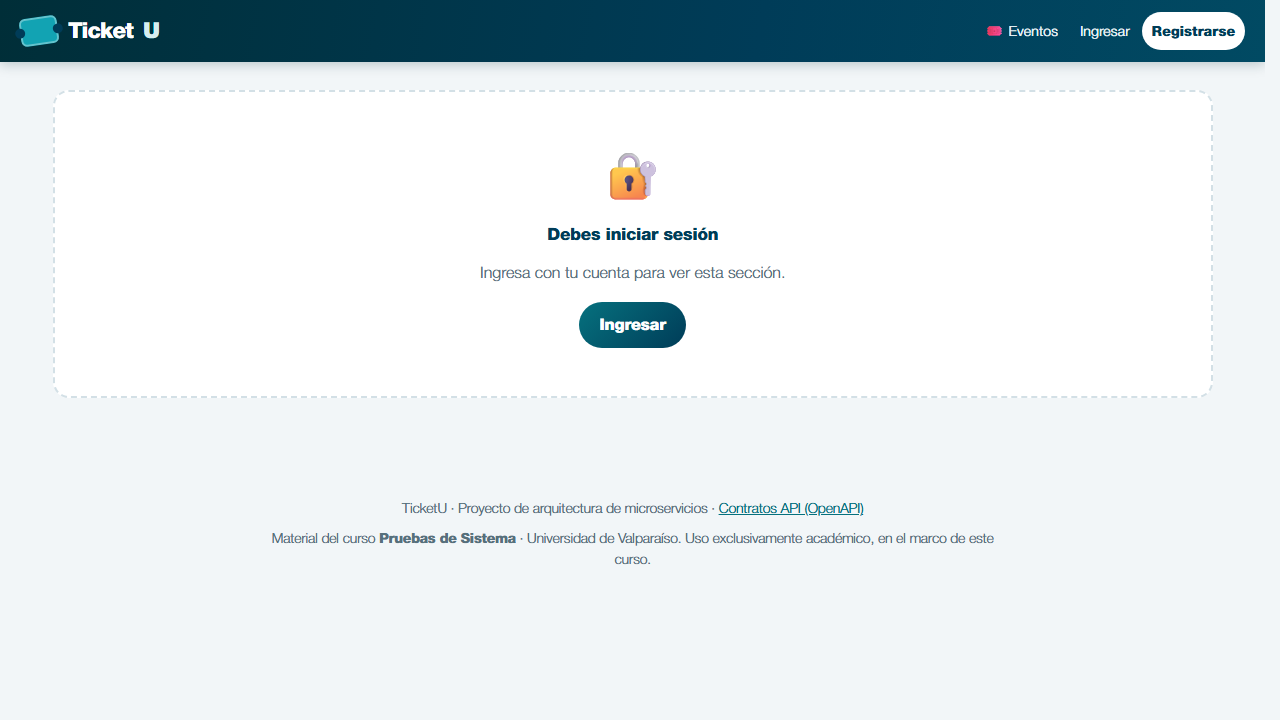 Ticket U
Eventos
Ingresar
Registrarse
Debes iniciar sesión
Ingresa con tu cuenta para ver esta sección.
Ingresar
TicketU · Proyecto de arquitectura de microservicios · Contratos API (OpenAPI)
Material del curso Pruebas de Sistema · Universidad de Valparaíso. Uso exclusivamente académico, en el marco de este
curso.